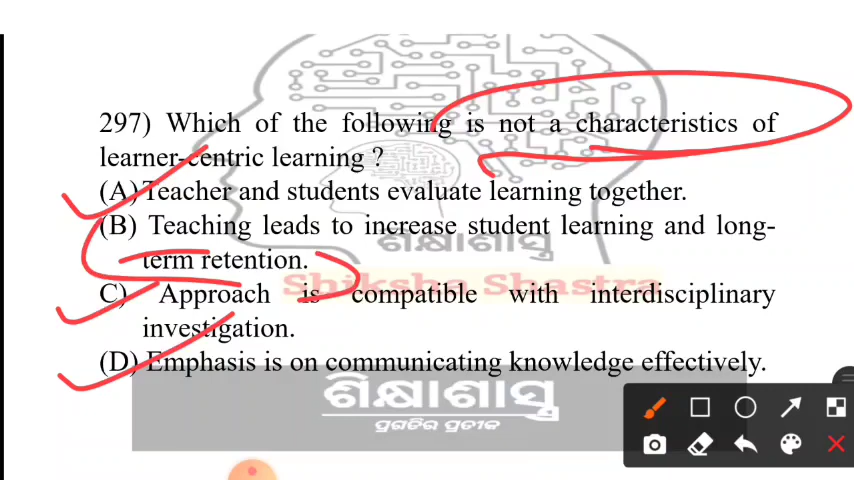 297) Which of the following is not a characteristics of
learner-centric learning ?
(A) Teacher and students evaluate learning together.
(B) Teaching leads to increase student learning and long-
term retention.
C) Approach is compatible with interdisciplinary
investigation.
(D) Emphasis is on communicating knowledge effectively.
ଶିକ୍ଷାଶାସ୍ତ୍ର
Shiksha Shastra
ଶିକ୍ଷାଶାସ୍ତ୍ର
ପ୍ରଗତିର ପ୍ରତୀକ